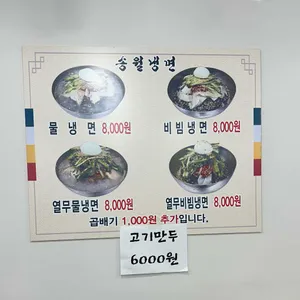 송월냉면
물 냉 면 8,000원
비 빔 냉 면 8,000원
열무물냉면 8,000원
열무비빔냉면 8,000원
곱배기 1,000원 추가입니다.
고기만두
6000원